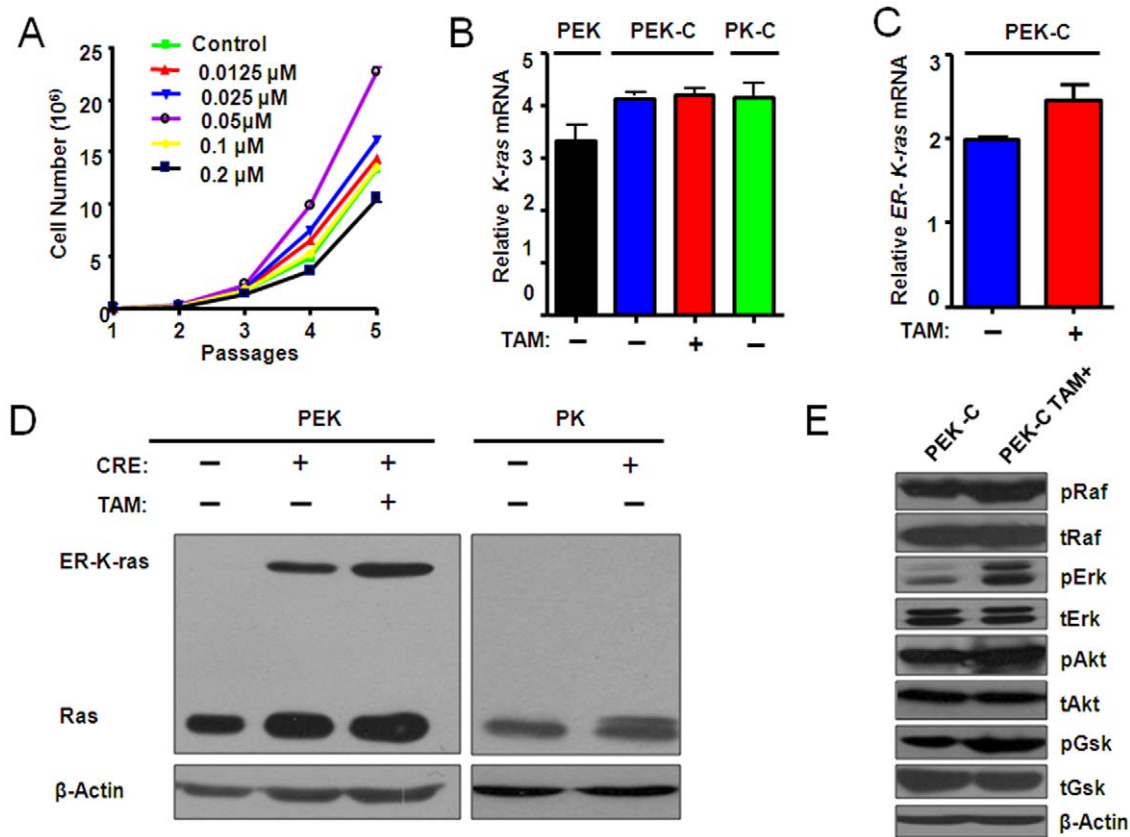 A
Control
0.0125 µM
0.025 µM
0.05µM
0.1 µM
0.2 µM
Cell Number (10⁶)
25
20
15
10
5
0
1 2 3 4 5
Passages
B
PEK PEK-C PK-C
Relative K-ras mRNA
5
4
3
2
1
0
TAM: – – + –
C
PEK-C
Relative ER- K-ras mRNA
3
2
1
0
TAM: – +
D
PEK PK
CRE: – + + – +
TAM: – – + – –
ER-K-ras
Ras
β-Actin
E
PEK -C
PEK-C TAM+
pRaf
tRaf
pErk
tErk
pAkt
tAkt
pGsk
tGsk
β-Actin